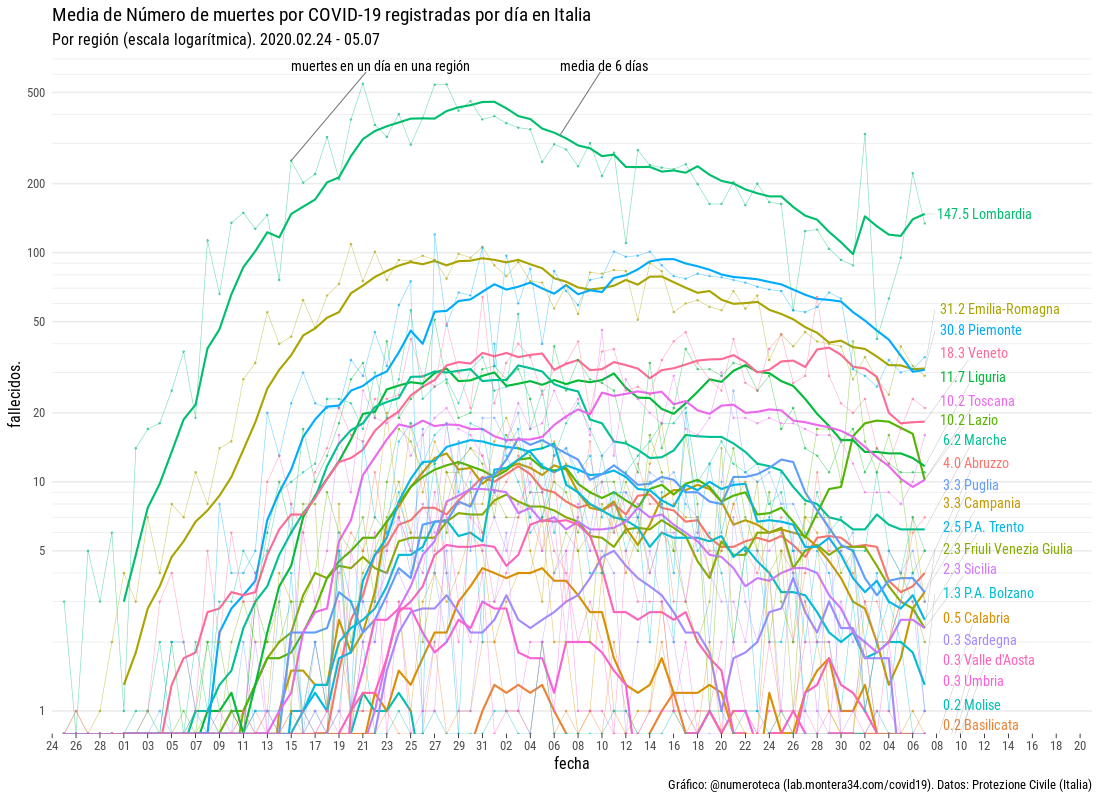 Media de Número de muertes por COVID-19 registradas por día en Italia
Por región (escala logarítmica). 2020.02.24 - 05.07
muertes en un día en una región
media de 6 días
500
200
100
50
20
10
5
1
fallecidos.
147.5 Lombardia
31.2 Emilia-Romagna
30.8 Piemonte
18.3 Veneto
11.7 Liguria
10.2 Toscana
10.2 Lazio
6.2 Marche
4.0 Abruzzo
3.3 Puglia
3.3 Campania
2.5 P.A. Trento
2.3 Friuli Venezia Giulia
2.3 Sicilia
1.3 P.A. Bolzano
0.5 Calabria
0.3 Sardegna
0.3 Valle d'Aosta
0.3 Umbria
0.2 Molise
0.2 Basilicata
24 26 28 01 03 05 07 09 11 13 15 17 19 21 23 25 27 29 31 02 04 06 08 10 12 14 16 18 20 22 24 26 28 30 02 04 06 08 10 12 14 16 18 20
fecha
Gráfico: @numeroteca (lab.montera34.com/covid19). Datos: Protezione Civile (Italia)